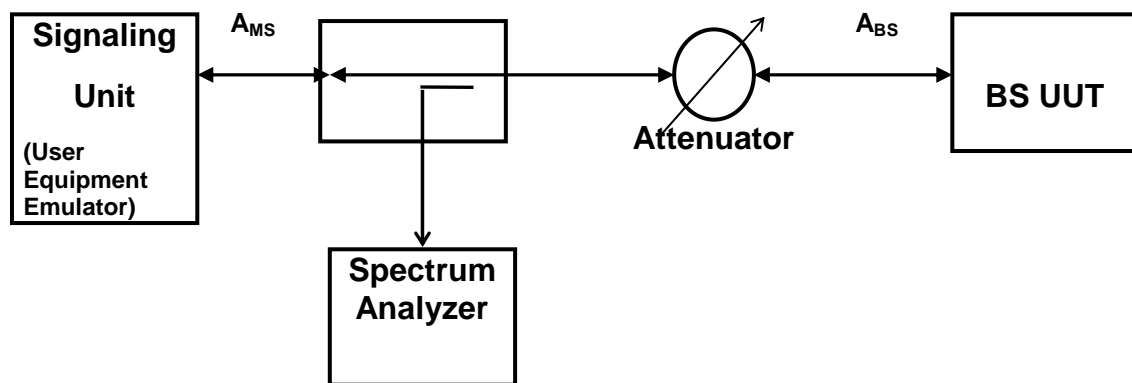 Signaling
Unit
(User
Equipment
Emulator)
AMS
Attenuator
ABS
BS UUT
Spectrum
Analyzer